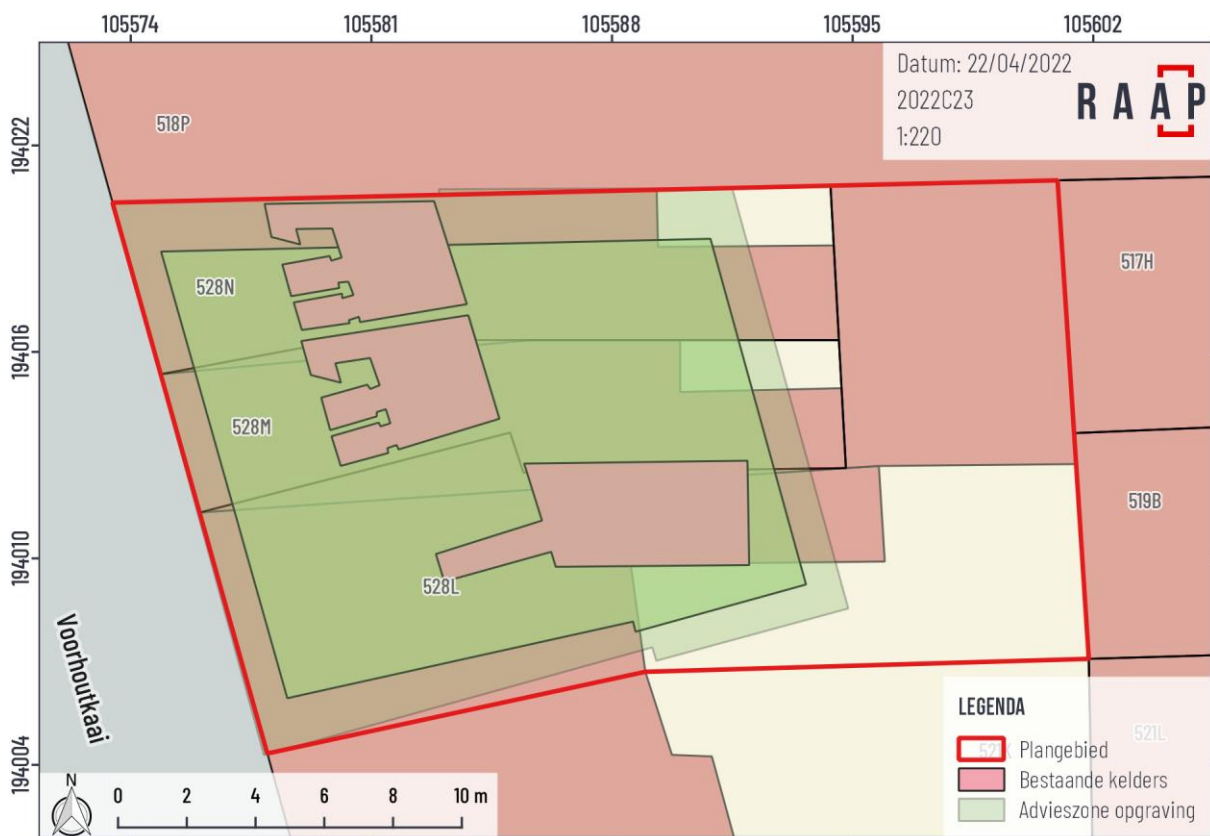 105574 105581 105588 105595 105602
Datum: 22/04/2022
2022C23
1:220
RAAP
194022
194016
194010
194004
518P
517H
528N
528M
519B
528L
Voorhoutkaai
521K
521L
LEGENDA
Plangebied
Bestaande kelders
Advieszone opgraving
N
0 2 4 6 8 10 m